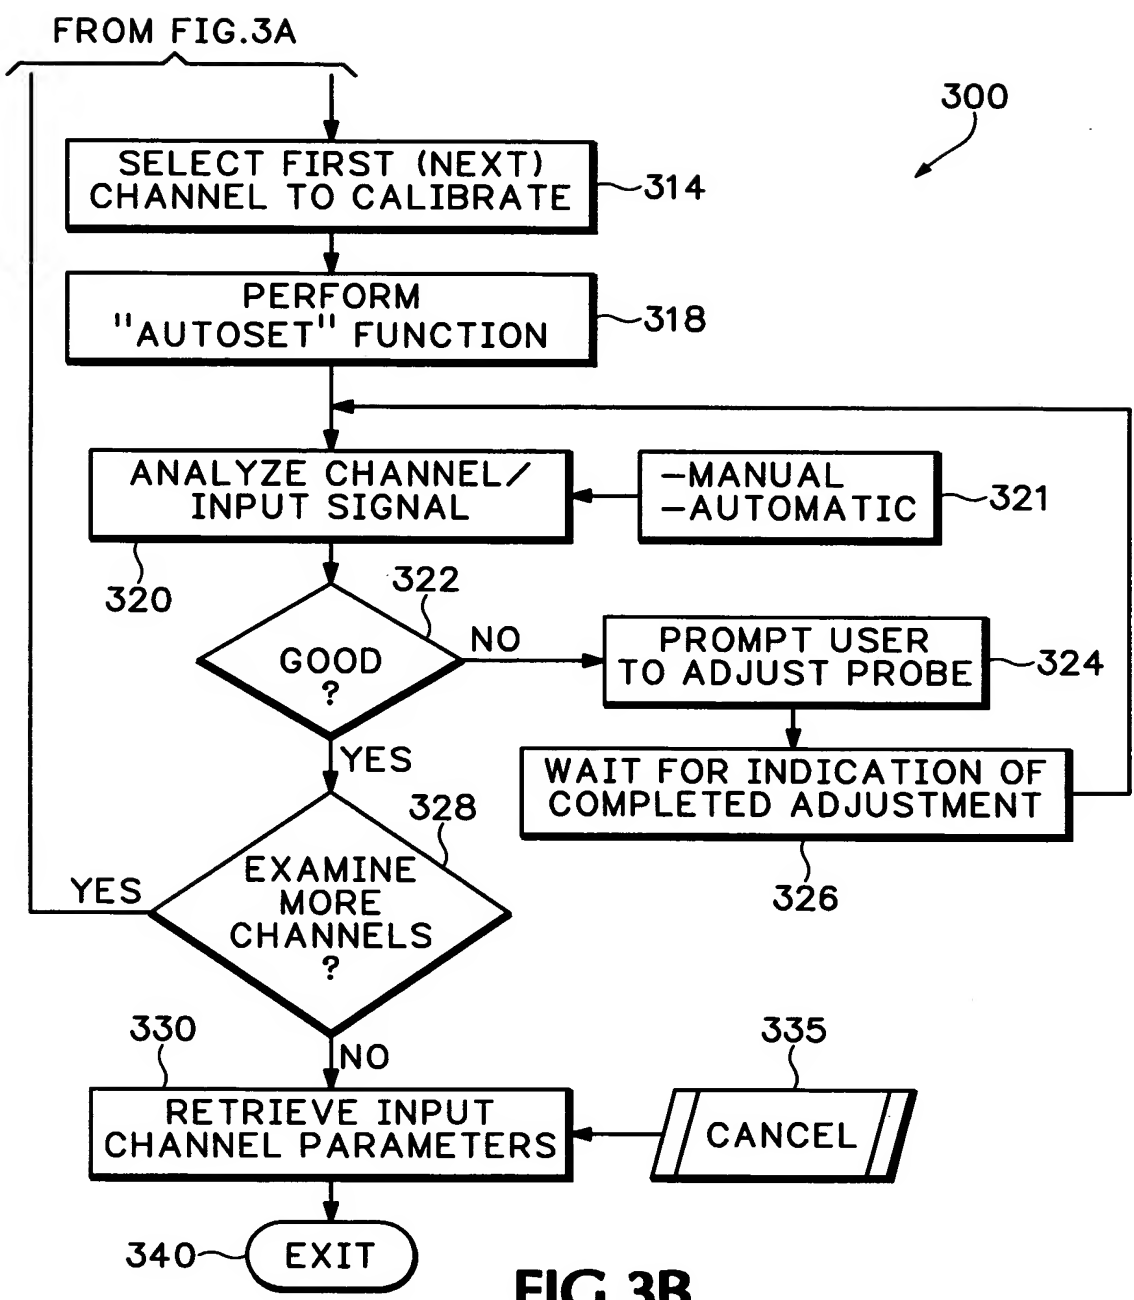 FROM FIG.3A
300
SELECT FIRST (NEXT)
CHANNEL TO CALIBRATE
314
PERFORM
"AUTOSET" FUNCTION
318
ANALYZE CHANNEL/
INPUT SIGNAL
320
-MANUAL
-AUTOMATIC
321
322
GOOD
?
NO
PROMPT USER
TO ADJUST PROBE
324
YES
WAIT FOR INDICATION OF
COMPLETED ADJUSTMENT
326
328
EXAMINE
MORE
CHANNELS
?
YES
NO
330
RETRIEVE INPUT
CHANNEL PARAMETERS
335
CANCEL
340
EXIT
FIG.3B